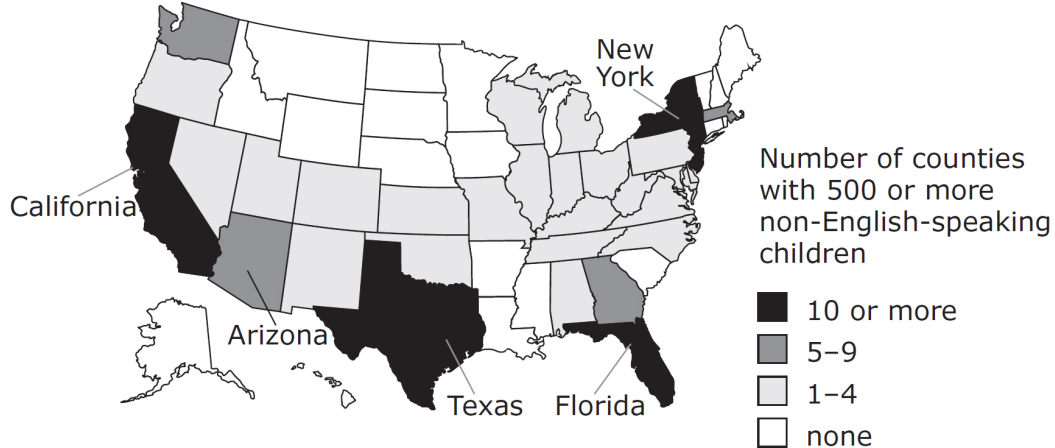 New
York
California
Arizona
Texas
Florida
Number of counties
with 500 or more
non-English-speaking
children
10 or more
5–9
1–4
none